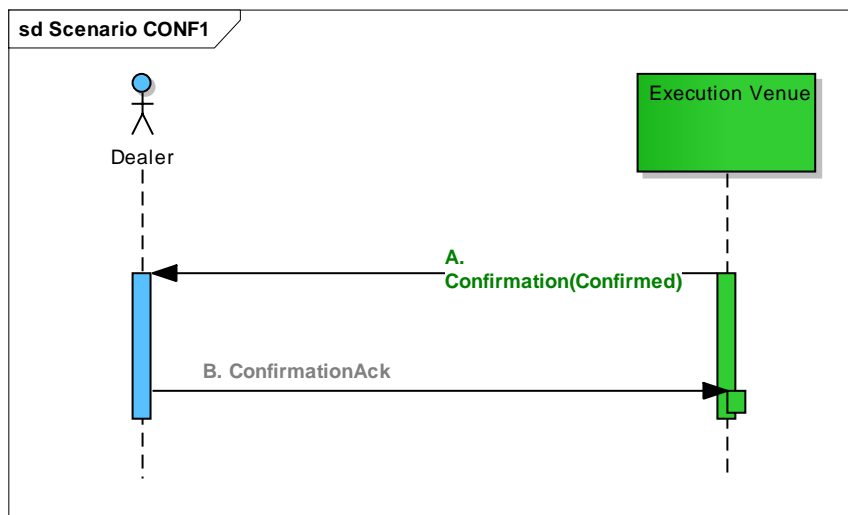 sd Scenario CONF1
Execution Venue
Dealer
A.
Confirmation(Confirmed)
B. ConfirmationAck